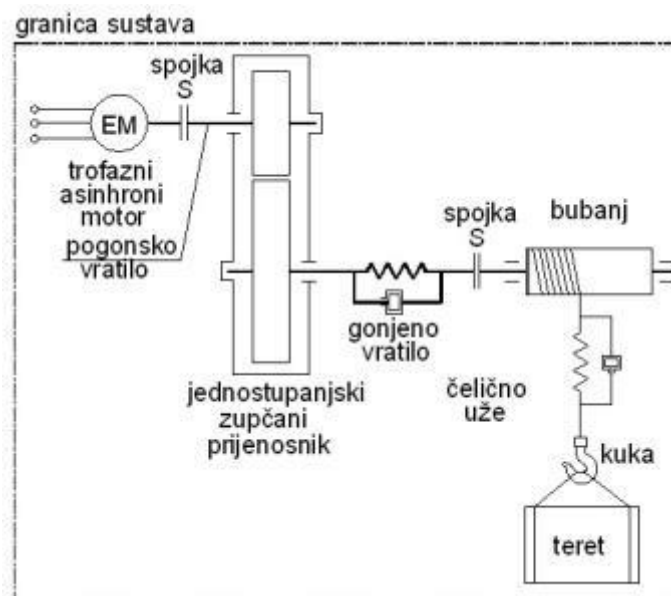 granica sustava
spojka
S
EM
trofazni
asinhroni
motor
pogonsko
vratilo
spojka
S
bubanj
gonjeno
vratilo
čelično
uže
jednostupanjski
zupčani
prijenosnik
kuka
teret